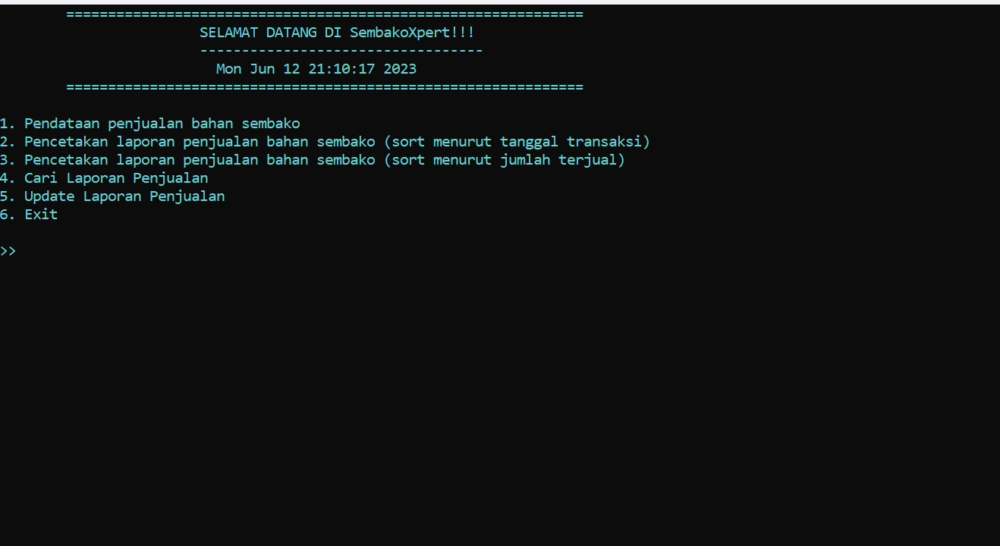 ==============================================================
SELAMAT DATANG DI SembakoXpert!!!
----------------------------------
Mon Jun 12 21:10:17 2023
==============================================================
1. Pendataan penjualan bahan sembako
2. Pencetakan laporan penjualan bahan sembako (sort menurut tanggal transaksi)
3. Pencetakan laporan penjualan bahan sembako (sort menurut jumlah terjual)
4. Cari Laporan Penjualan
5. Update Laporan Penjualan
6. Exit
>>